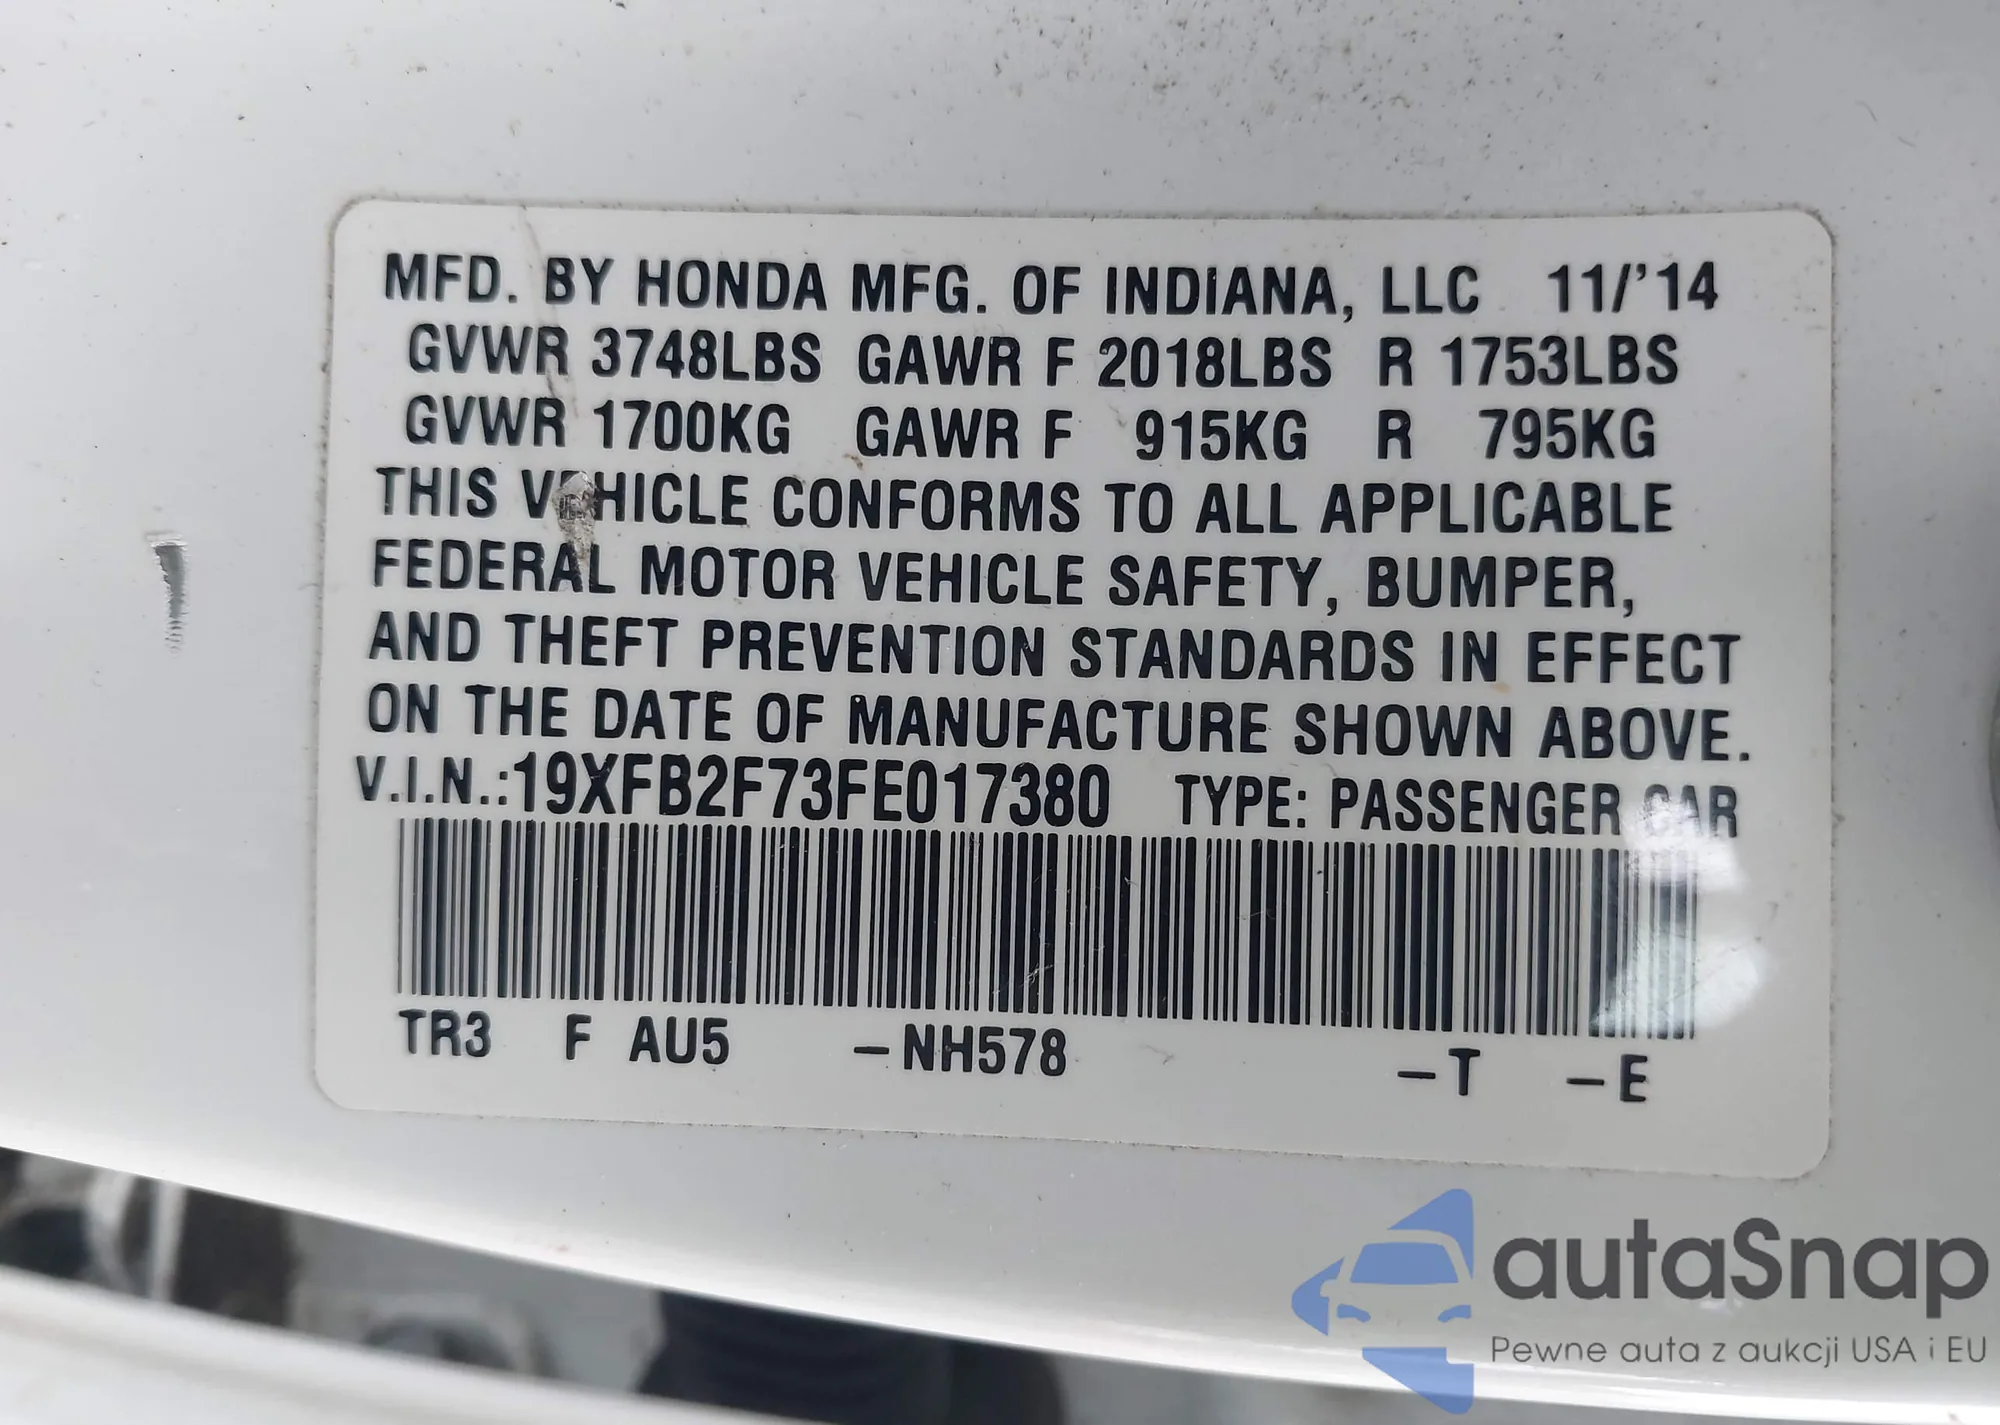 MFD. BY HONDA MFG. OF INDIANA, LLC 11/'14
GVWR 3748LBS GAWR F 2018LBS R 1753LBS
GVWR 1700KG GAWR F 915KG R 795KG
THIS VEHICLE CONFORMS TO ALL APPLICABLE
FEDERAL MOTOR VEHICLE SAFETY, BUMPER,
AND THEFT PREVENTION STANDARDS IN EFFECT
ON THE DATE OF MANUFACTURE SHOWN ABOVE.
V.I.N.:19XFB2F73FE017380 TYPE: PASSENGER CAR
TR3 F AU5 –NH578 –T –E
autaSnap
Pewne auta z aukcji USA i EU